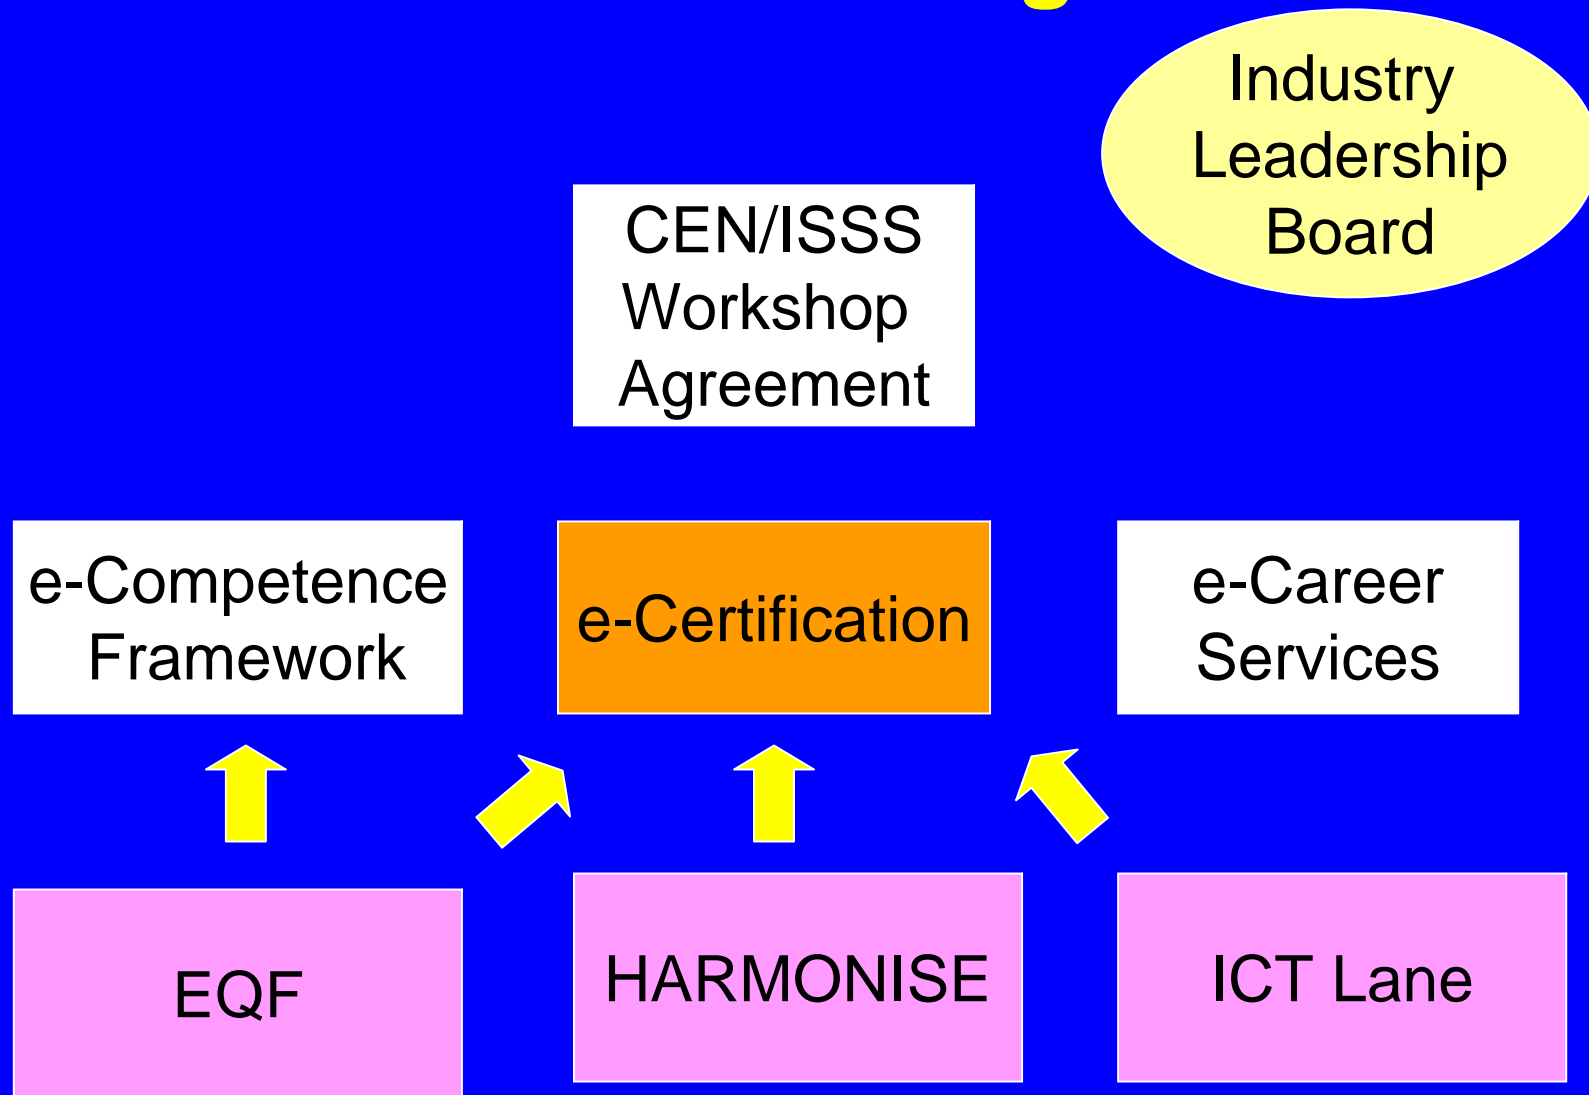 Industry
Leadership
Board
CEN/ISSS
Workshop
Agreement
e-Competence
Framework
e-Certification
e-Career
Services
EQF
HARMONISE
ICT Lane